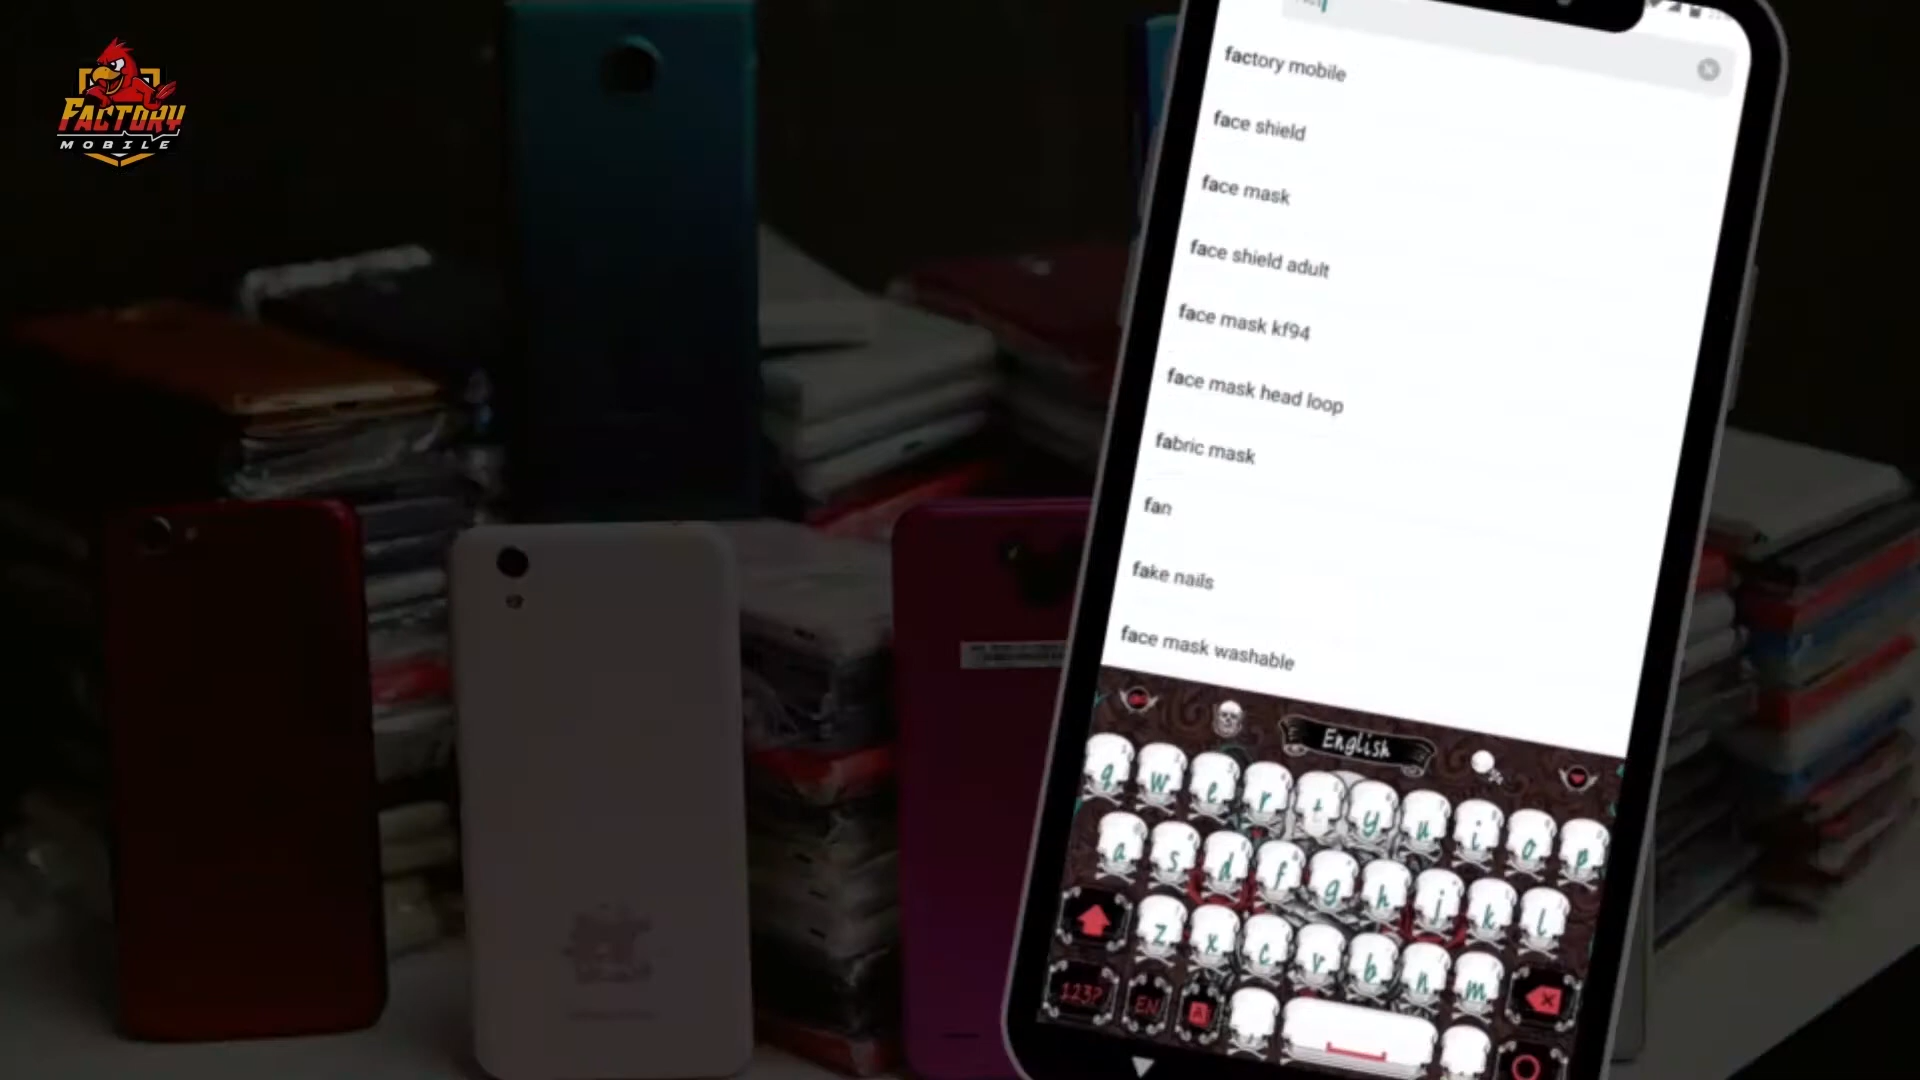 FACTORY
MOBILE
factory mobile
face shield
face mask
face shield adult
face mask kf94
face mask head loop
fabric mask
fan
fake nails
face mask washable
English
q w e r t y u i o p
a s d f g h j k l
z x c v b n m
123? EN